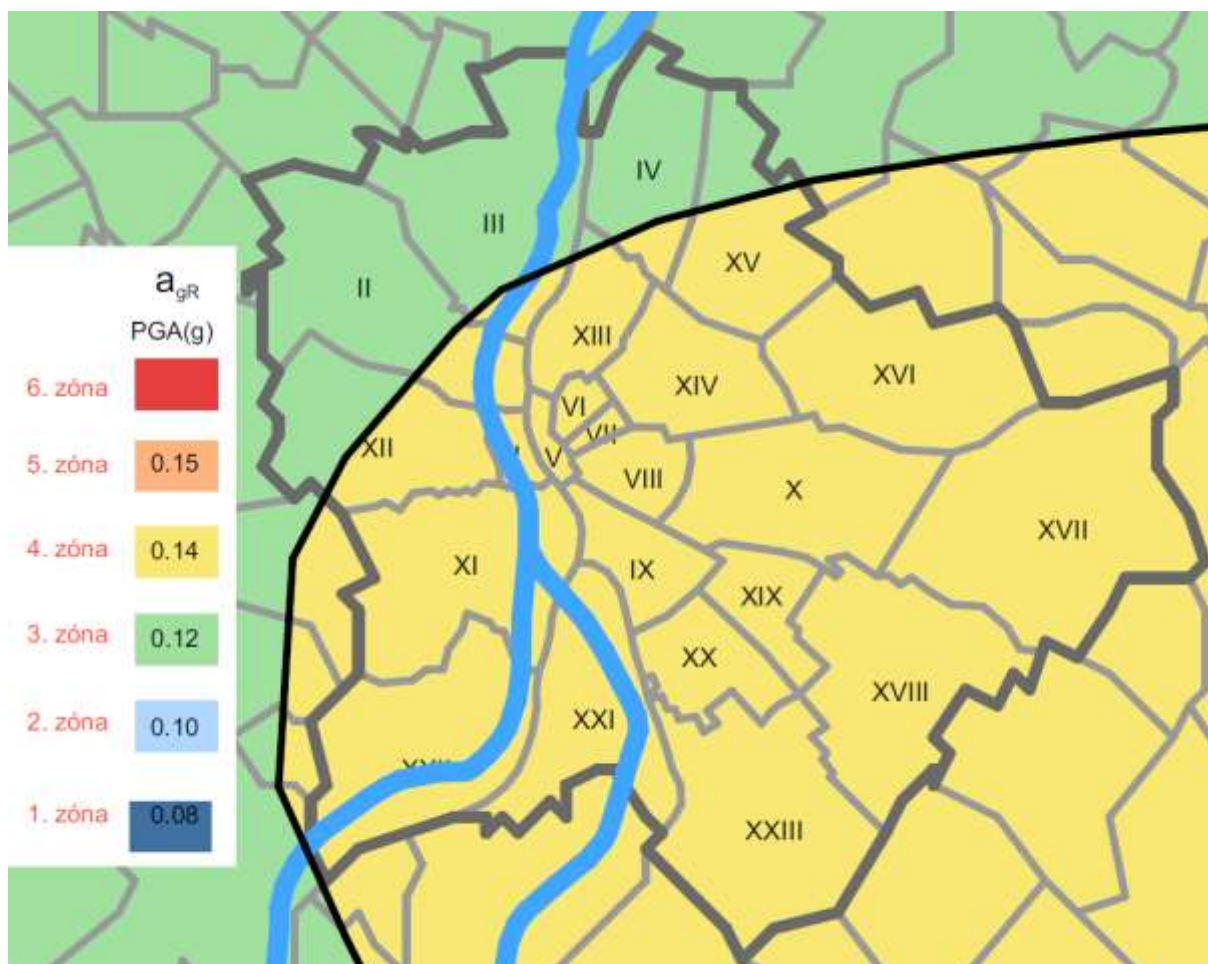 IV
III
XV
II
a_gR
PGA(g)
XIII
6. zóna
XIV
XVI
VI
VII
XII
V
5. zóna 0.15
VIII
X
XVII
4. zóna 0.14
XI
IX
XIX
3. zóna 0.12
XX
XVIII
2. zóna 0.10
XXI
1. zóna 0.08
XXIII